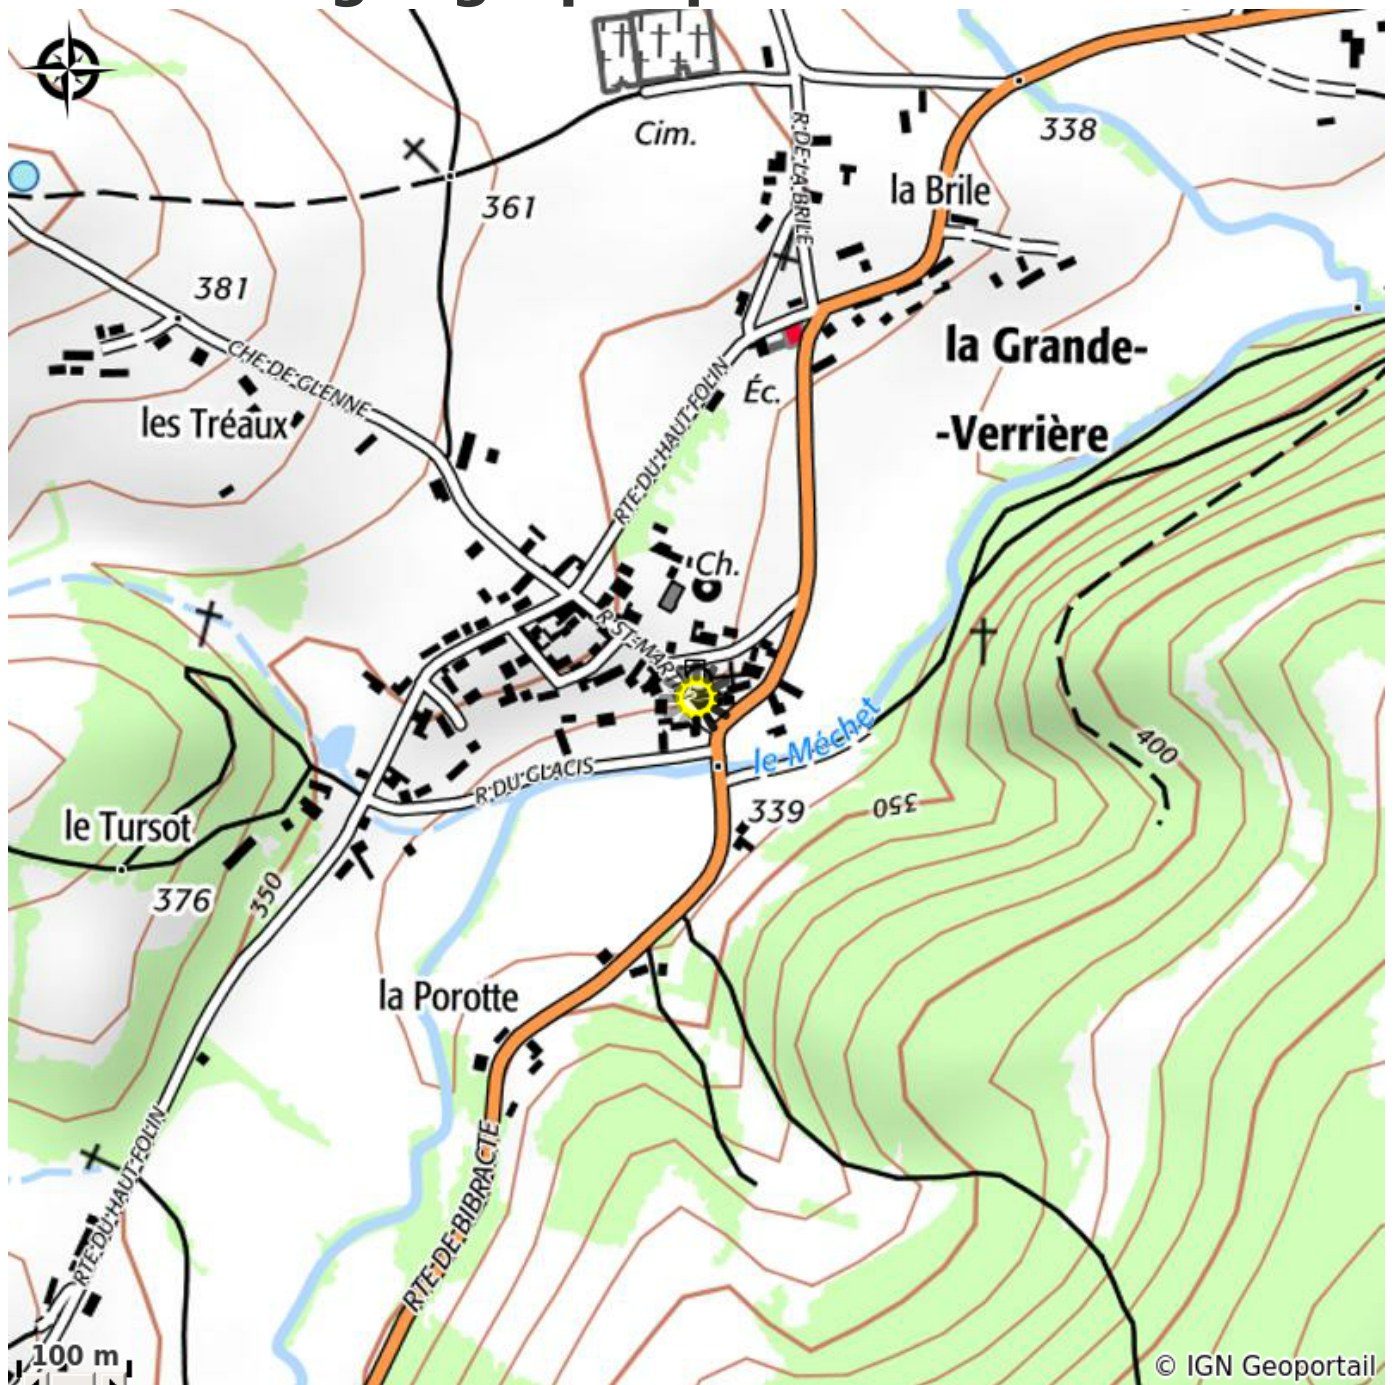 Cim.
338
R DE LA BRILE
la Brile
361
381
la Grande-
-Verrière
CHE DE GLENNE
Éc.
les Tréaux
RTE DU HAUT FOLIN
Ch.
R ST-MART
le Méchet
400
R DU GLACIS
339
350
le Tursot
376
350
la Porotte
RTE DU HAUT FOLIN
RTE DE BIBRACTE
100 m
© IGN Geoportail